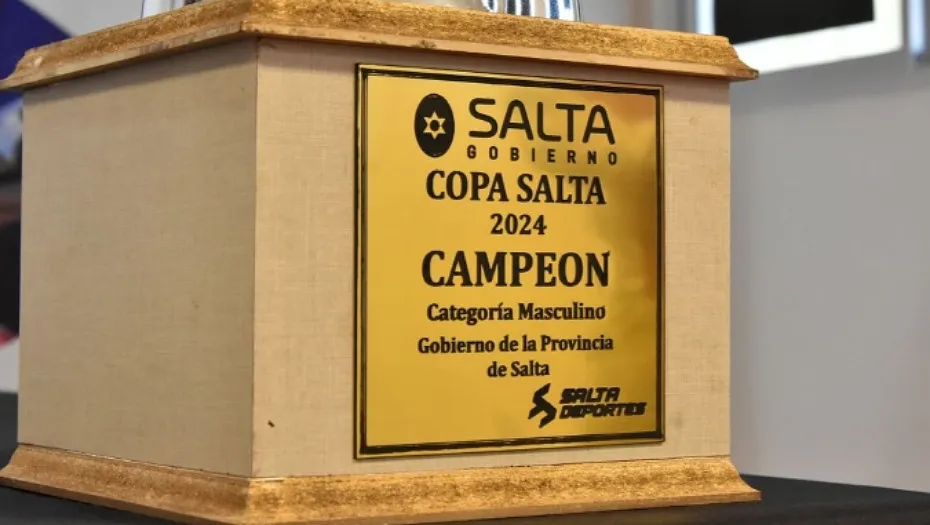 SALTA
GOBIERNO
COPA SALTA
2024
CAMPEON
Categoría Masculino
Gobierno de la Provincia
de Salta
SALTA
DEPORTES